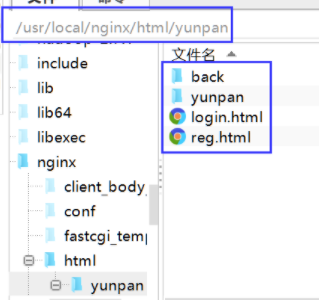 /usr/local/nginx/html/yunpan
include
lib
lib64
libexec
nginx
client_body_
conf
fastcgi_temp
html
yunpan
文件名
back
yunpan
login.html
reg.html